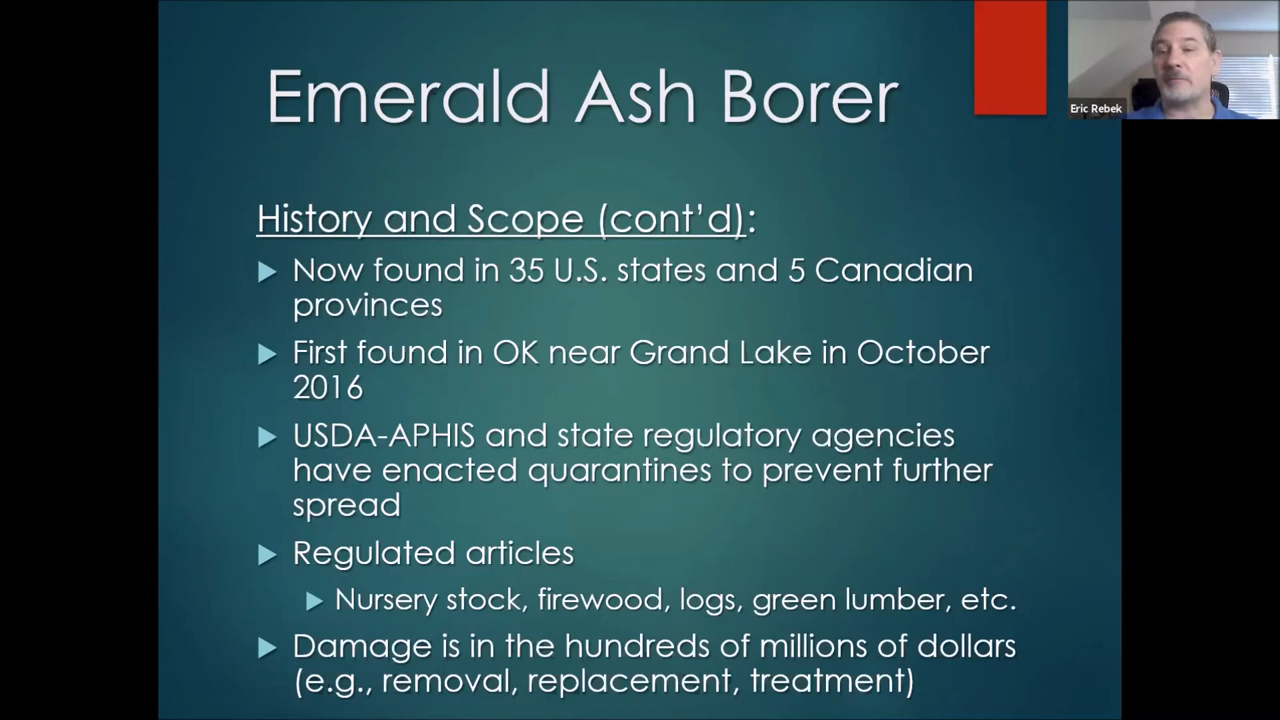 Emerald Ash Borer
Eric Rebek
History and Scope (cont’d):
Now found in 35 U.S. states and 5 Canadian
provinces
First found in OK near Grand Lake in October
2016
USDA-APHIS and state regulatory agencies
have enacted quarantines to prevent further
spread
Regulated articles
Nursery stock, firewood, logs, green lumber, etc.
Damage is in the hundreds of millions of dollars
(e.g., removal, replacement, treatment)